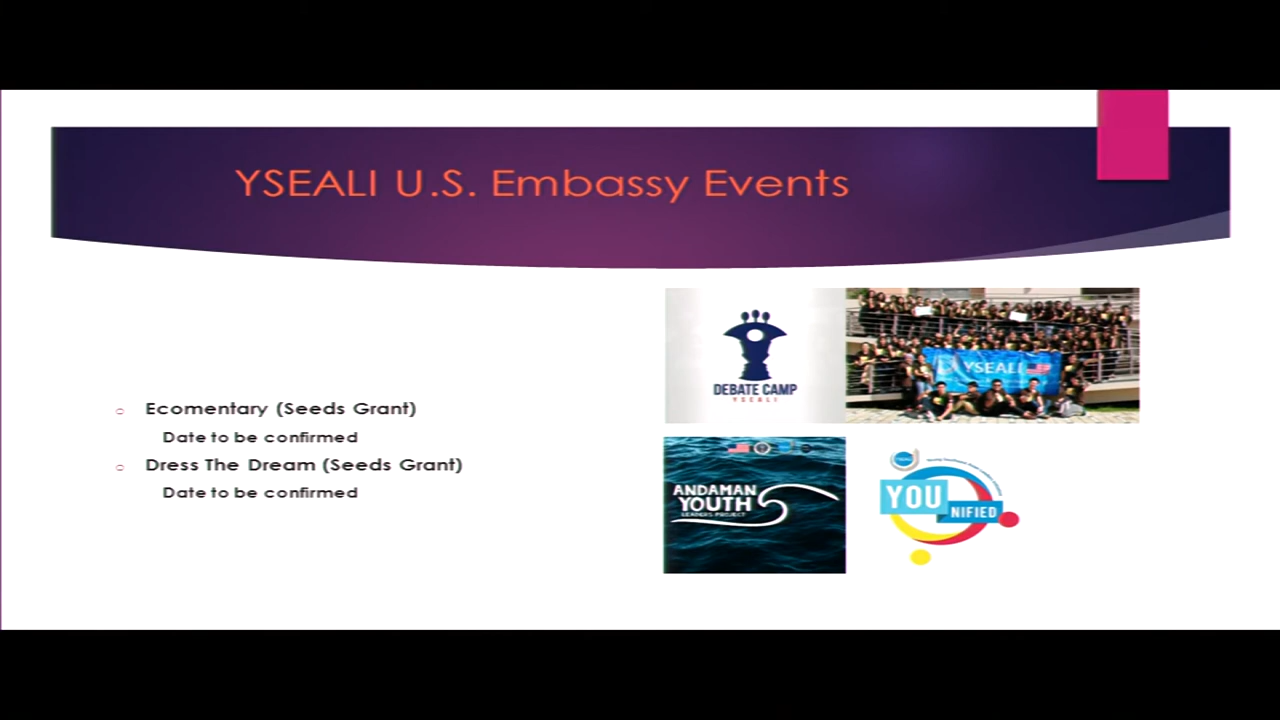 YSEALI U.S. Embassy Events
Ecomentary (Seeds Grant)
Date to be confirmed
Dress The Dream (Seeds Grant)
Date to be confirmed
DEBATE CAMP
YSEALI
YSEALI
ANDAMAN
YOUTH
LEADERS PROJECT
YOU
NIFIED